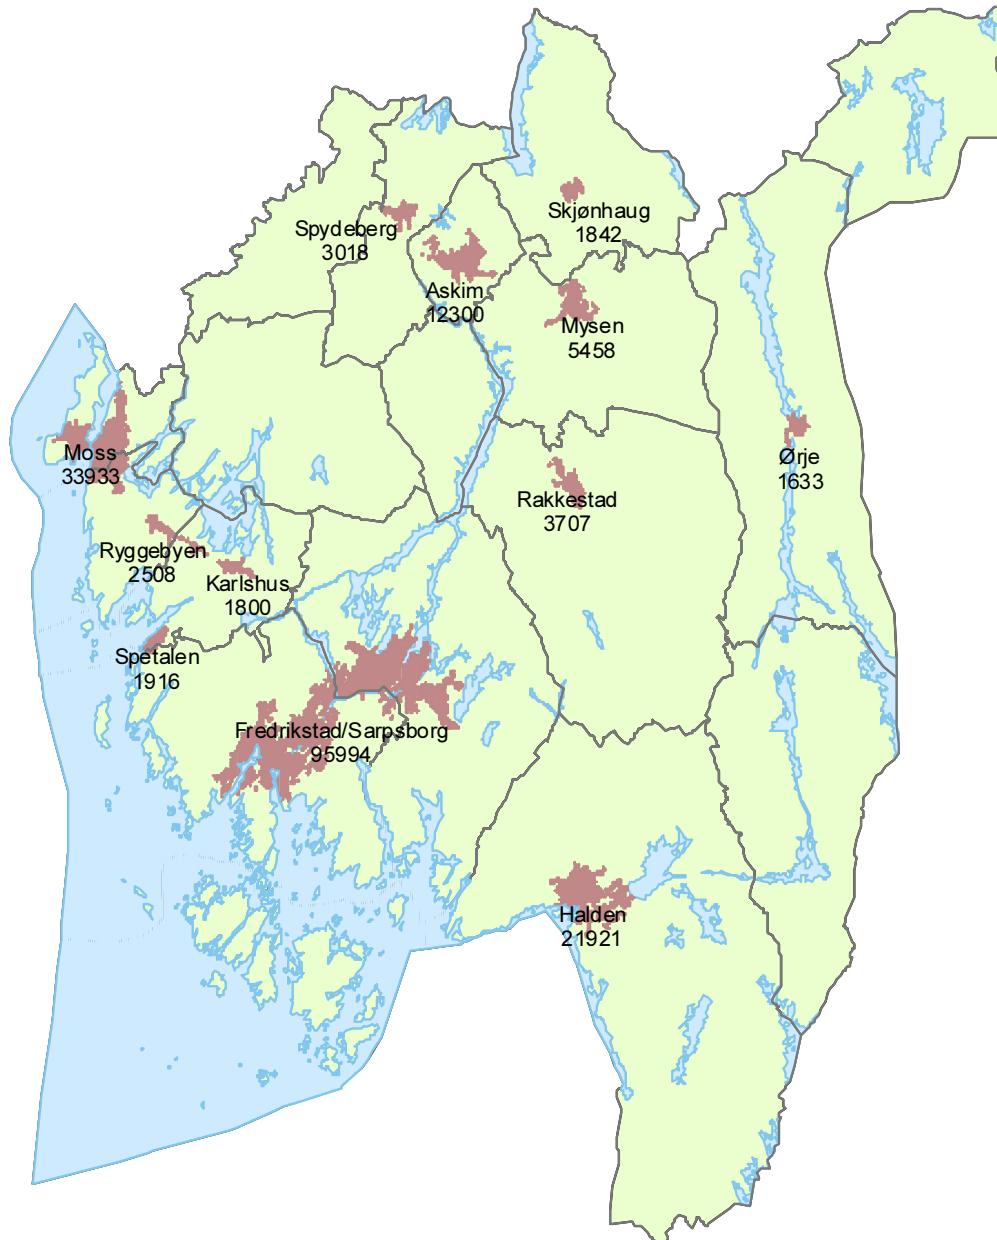 Skjønhaug
1842
Spydeberg
3018
Askim
12300
Mysen
5458
Moss
33933
Ørje
1633
Rakkestad
3707
Ryggebyen
2508
Karlshus
1800
Spetalen
1916
Fredrikstad/Sarpsborg
95994
Halden
21921